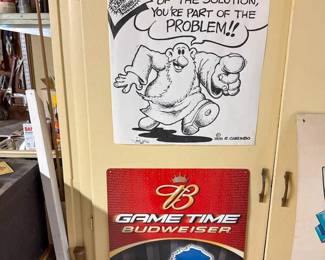 OF THE SOLUTION,
YOU'RE PART OF THE
PROBLEM!!
B
GAME TIME
BUDWEISER